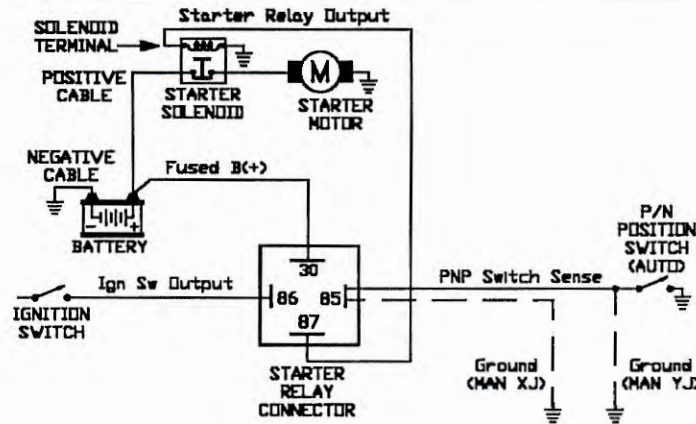 Starter Relay Output
SOLENOID
TERMINAL
POSITIVE
CABLE
STARTER
SOLENOID
M
STARTER
MOTOR
NEGATIVE
CABLE
Fused B(+)
- +
BATTERY
P/N
POSITION
SWITCH
(AUTO)
30
Ign Sw Output
86
85
PNP Switch Sense
87
IGNITION
SWITCH
STARTER
RELAY
CONNECTOR
Ground
(MAN XJ)
Ground
(MAN YJ)